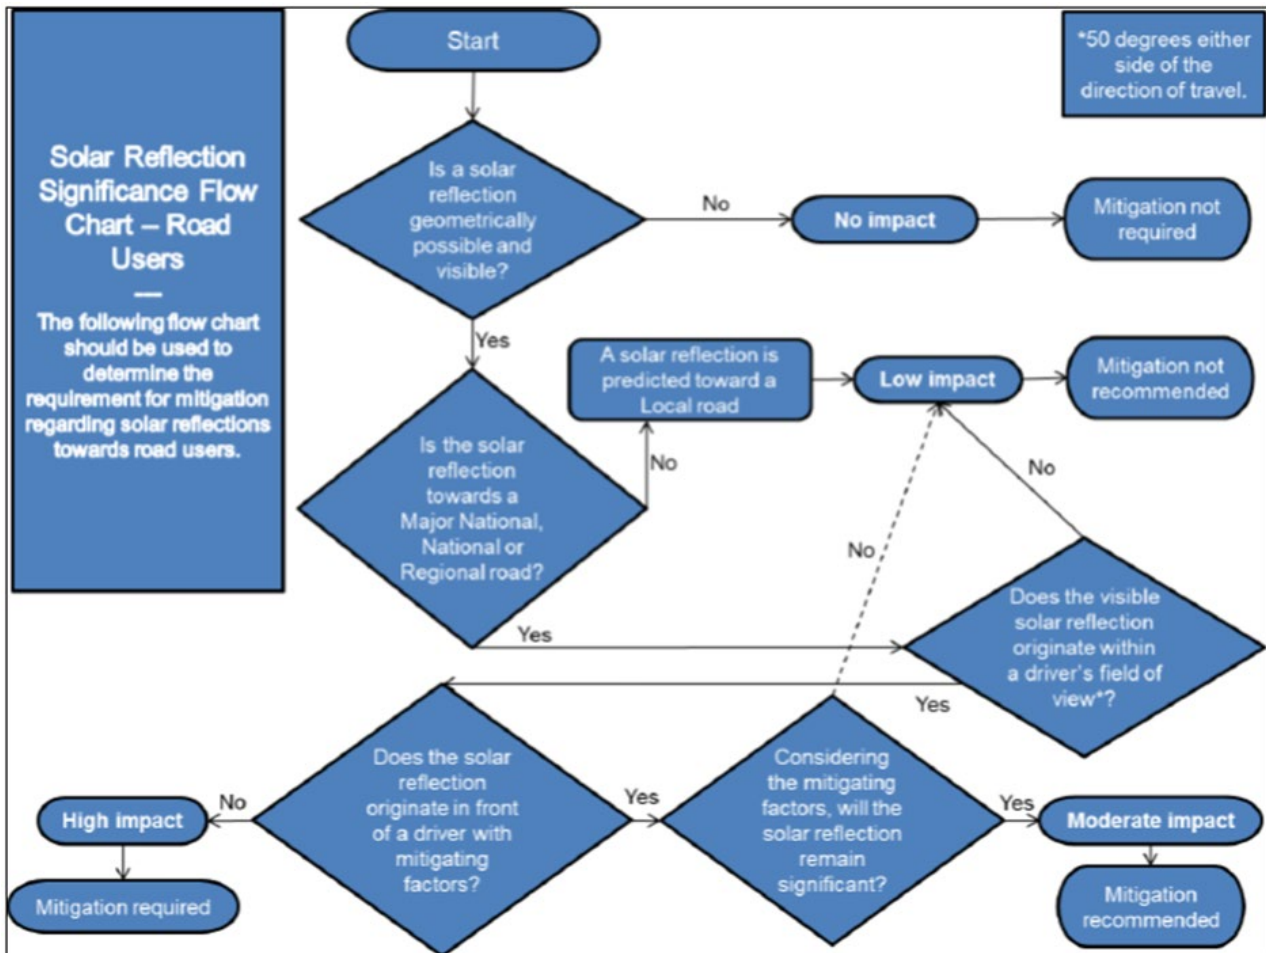 Solar Reflection
Significance Flow
Chart – Road
Users
---
The following flow chart
should be used to
determine the
requirement for mitigation
regarding solar reflections
towards road users.
Start
*50 degrees either
side of the
direction of travel.
Is a solar
reflection
geometrically
possible and
visible?
No
No impact
Mitigation not
required
Yes
A solar reflection is
predicted toward a
Local road
Low impact
Mitigation not
recommended
Is the solar
reflection
towards a
Major National,
National or
Regional road?
No
No
No
Yes
Does the visible
solar reflection
originate within
a driver's field of
view*?
Yes
Does the solar
reflection
originate in front
of a driver with
mitigating
factors?
No
High impact
Mitigation required
Yes
Considering
the mitigating
factors, will the
solar reflection
remain
significant?
Yes
Moderate impact
Mitigation
recommended